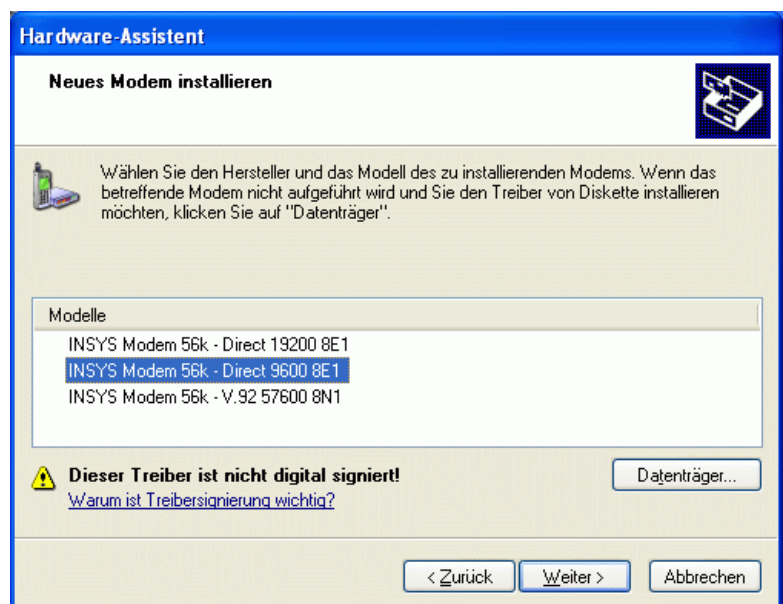 Hardware-Assistent
Neues Modem installieren
Wählen Sie den Hersteller und das Modell des zu installierenden Modems. Wenn das
betreffende Modem nicht aufgeführt wird und Sie den Treiber von Diskette installieren
möchten, klicken Sie auf "Datenträger".
Modelle
INSYS Modem 56k - Direct 19200 8E1
INSYS Modem 56k - Direct 9600 8E1
INSYS Modem 56k - V.92 57600 8N1
Dieser Treiber ist nicht digital signiert!
Datenträger...
Warum ist Treibersignierung wichtig?
< Zurück Weiter > Abbrechen